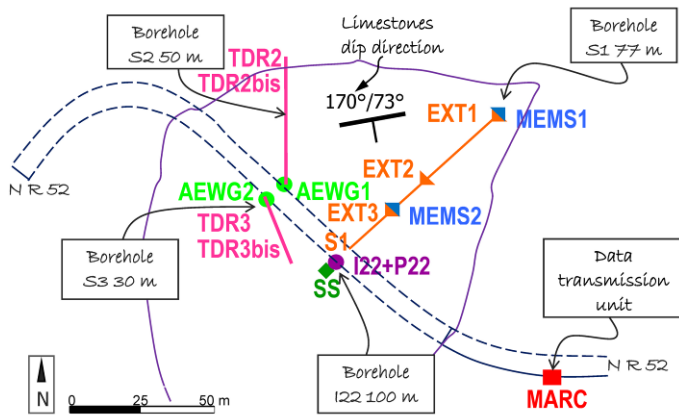 Borehole
S2 50 m
Limestones
dip direction
Borehole
S1 77 m
TDR2
TDR2bis
170°/73°
EXT1
MEMS1
EXT2
N R 52
AEWG2
AEWG1
EXT3
MEMS2
TDR3
TDR3bis
S1
I22+P22
SS
Borehole
S3 30 m
Data
transmission
unit
N R 52
Borehole
I22 100 m
MARC
N
0
25
50 m